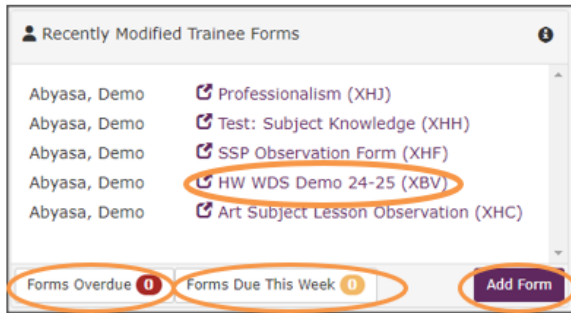 Recently Modified Trainee Forms
Abyasa, Demo Professionalism (XHJ)
Abyasa, Demo Test: Subject Knowledge (XHH)
Abyasa, Demo SSP Observation Form (XHF)
Abyasa, Demo HW WDS Demo 24-25 (XBV)
Abyasa, Demo Art Subject Lesson Observation (XHC)
Forms Overdue 0 Forms Due This Week 0 Add Form